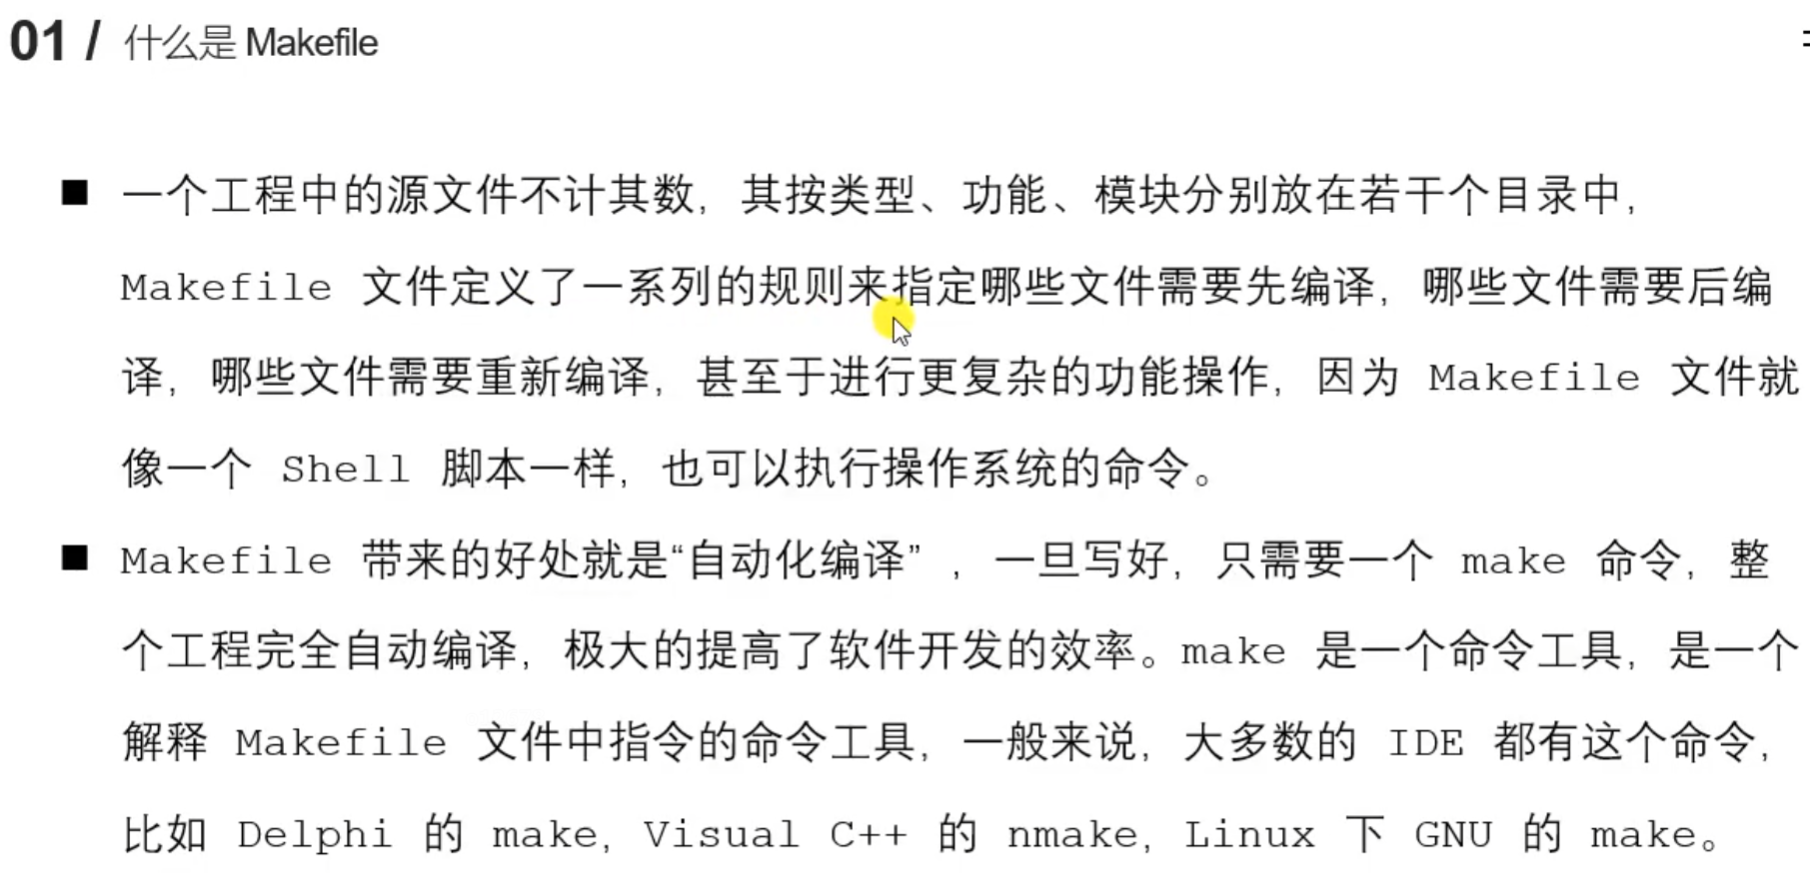 01 / 什么是 Makefile
■ 一个工程中的源文件不计其数，其按类型、功能、模块分别放在若干个目录中，
Makefile 文件定义了一系列的规则来指定哪些文件需要先编译，哪些文件需要后编
译，哪些文件需要重新编译，甚至于进行更复杂的功能操作，因为 Makefile 文件就
像一个 Shell 脚本一样，也可以执行操作系统的命令。
■ Makefile 带来的好处就是“自动化编译” ，一旦写好，只需要一个 make 命令，整
个工程完全自动编译，极大的提高了软件开发的效率。make 是一个命令工具，是一个
解释 Makefile 文件中指令的命令工具，一般来说，大多数的 IDE 都有这个命令，
比如 Delphi 的 make，Visual C++ 的 nmake，Linux 下 GNU 的 make。